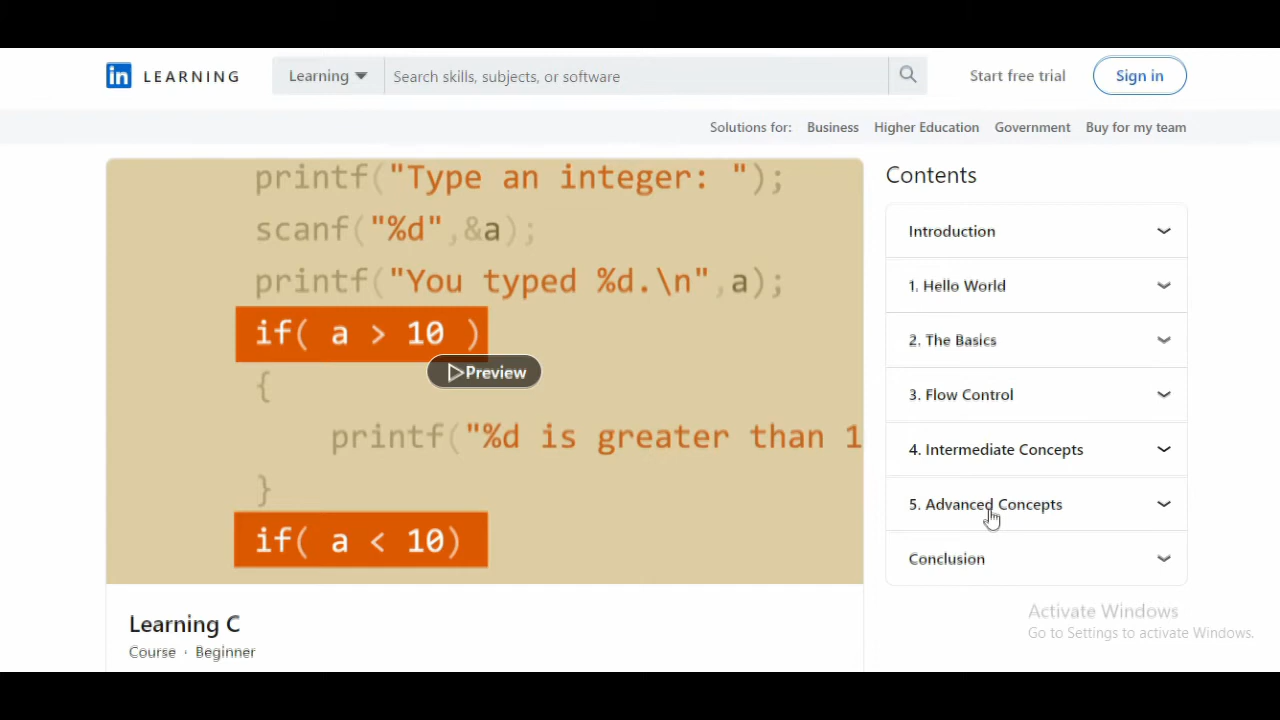 in LEARNING
Learning
Search skills, subjects, or software
Start free trial
Sign in
Solutions for: Business Higher Education Government Buy for my team
printf("Type an integer: ");
scanf("%d",&a);
printf("You typed %d.\n",a);
if( a > 10 )
Preview
{
printf("%d is greater than 1
}
if( a < 10)
Learning C
Course · Beginner
Contents
Introduction
1. Hello World
2. The Basics
3. Flow Control
4. Intermediate Concepts
5. Advanced Concepts
Conclusion
Activate Windows
Go to Settings to activate Windows.